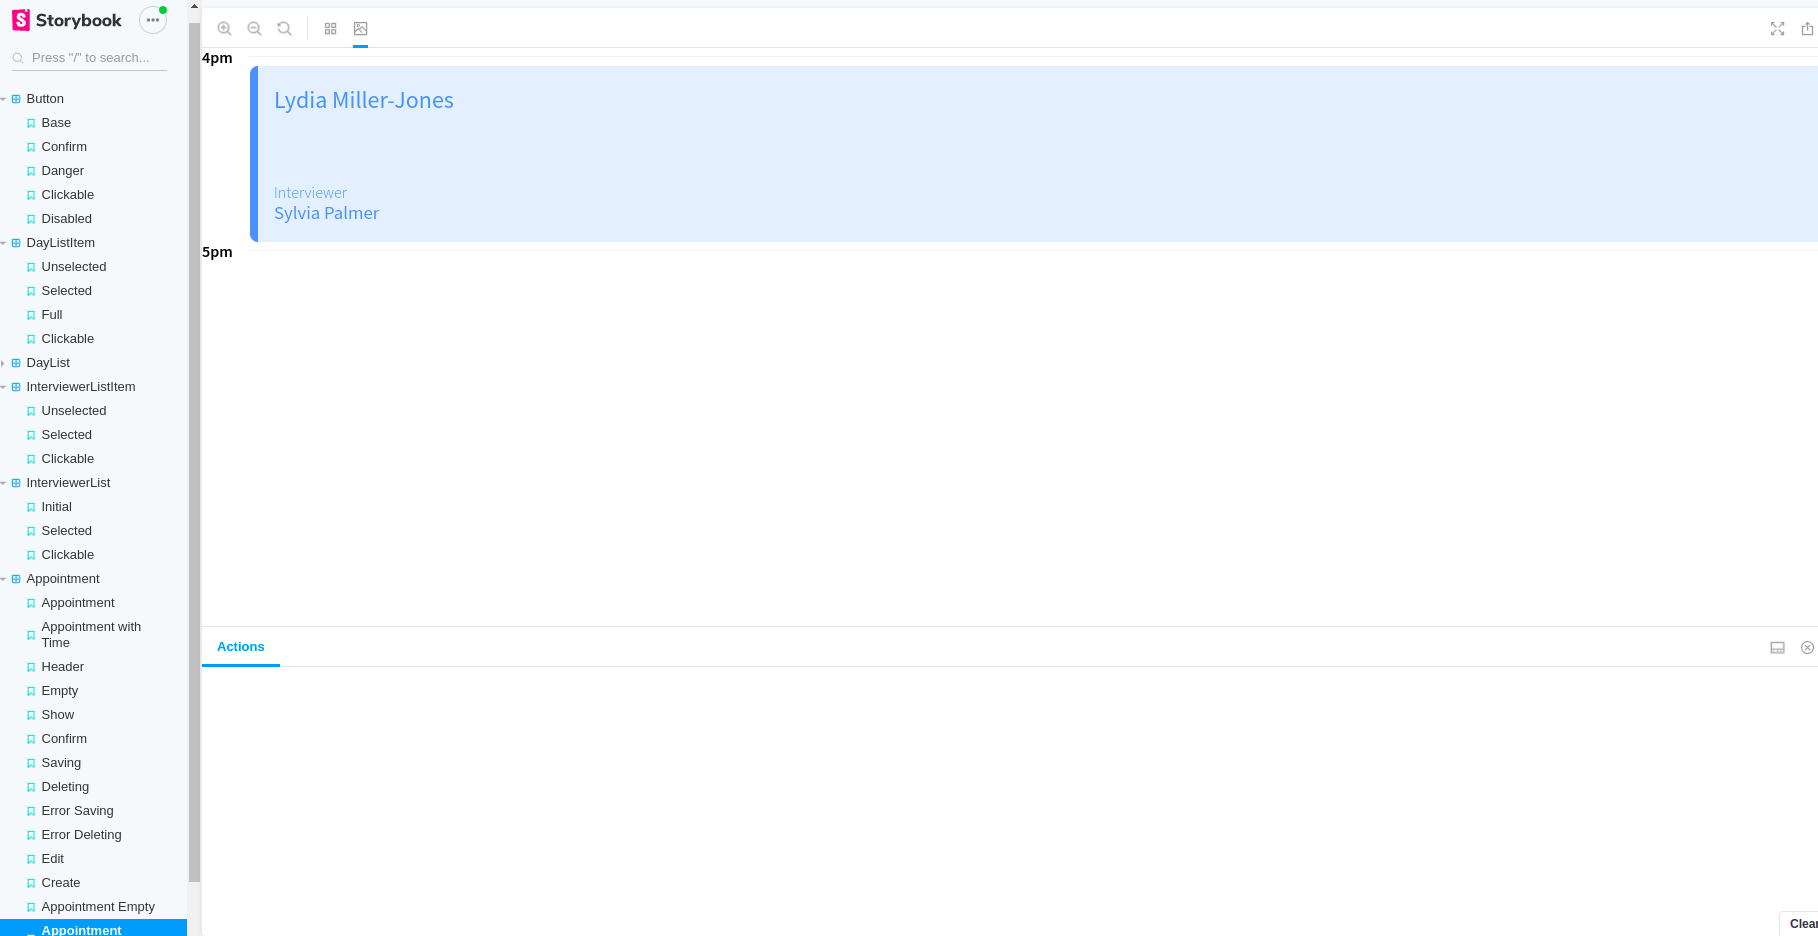 Storybook
Press "/" to search...
Button
Base
Confirm
Danger
Clickable
Disabled
DayListItem
Unselected
Selected
Full
Clickable
DayList
InterviewerListItem
Unselected
Selected
Clickable
InterviewerList
Initial
Selected
Clickable
Appointment
Appointment
Appointment with
Time
Header
Empty
Show
Confirm
Saving
Deleting
Error Saving
Error Deleting
Edit
Create
Appointment Empty
Appointment
4pm
Lydia Miller-Jones
Interviewer
Sylvia Palmer
5pm
Actions
Clear